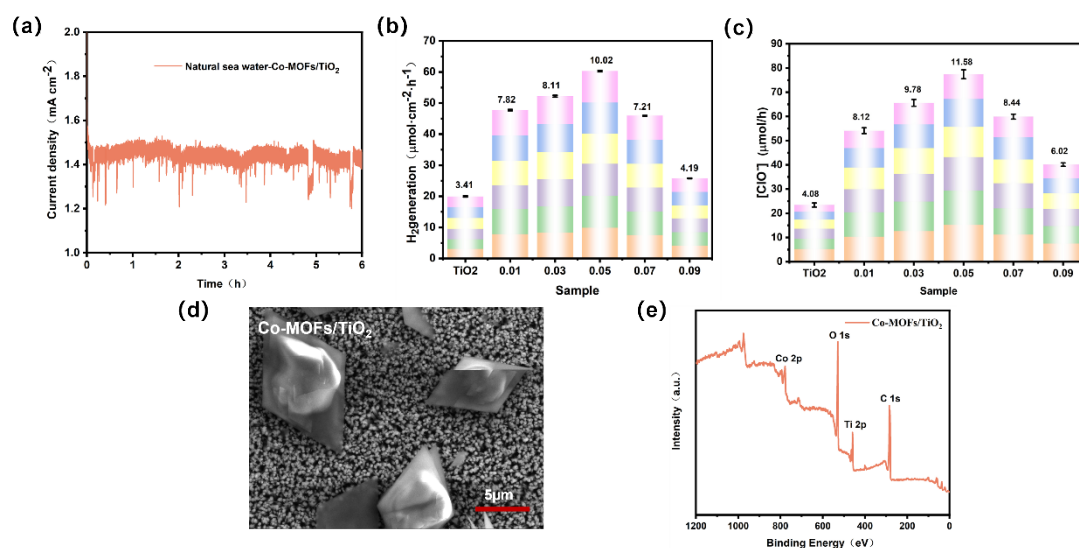 (a)
Currrent density（mA cm-2）
2.0
1.8
1.6
1.4
1.2
1.0
Natural sea water-Co-MOFs/TiO2
0 1 2 3 4 5 6
Time（h）
(b)
H2generation（μmol·cm-2·h-1）
70
60
50
40
30
20
10
0
3.41
7.82
8.11
10.02
7.21
4.19
TiO2 0.01 0.03 0.05 0.07 0.09
Sample
(c)
[ClO-]（μmol/h）
90
80
70
60
50
40
30
20
10
0
4.08
8.12
9.78
11.58
8.44
6.02
TiO2 0.01 0.03 0.05 0.07 0.09
Sample
(d)
Co-MOFs/TiO2
5μm
(e)
Intensity（a.u.）
Co-MOFs/TiO2
Co 2p
O 1s
Ti 2p
C 1s
1200 1000 800 600 400 200 0
Binding Energy（eV）